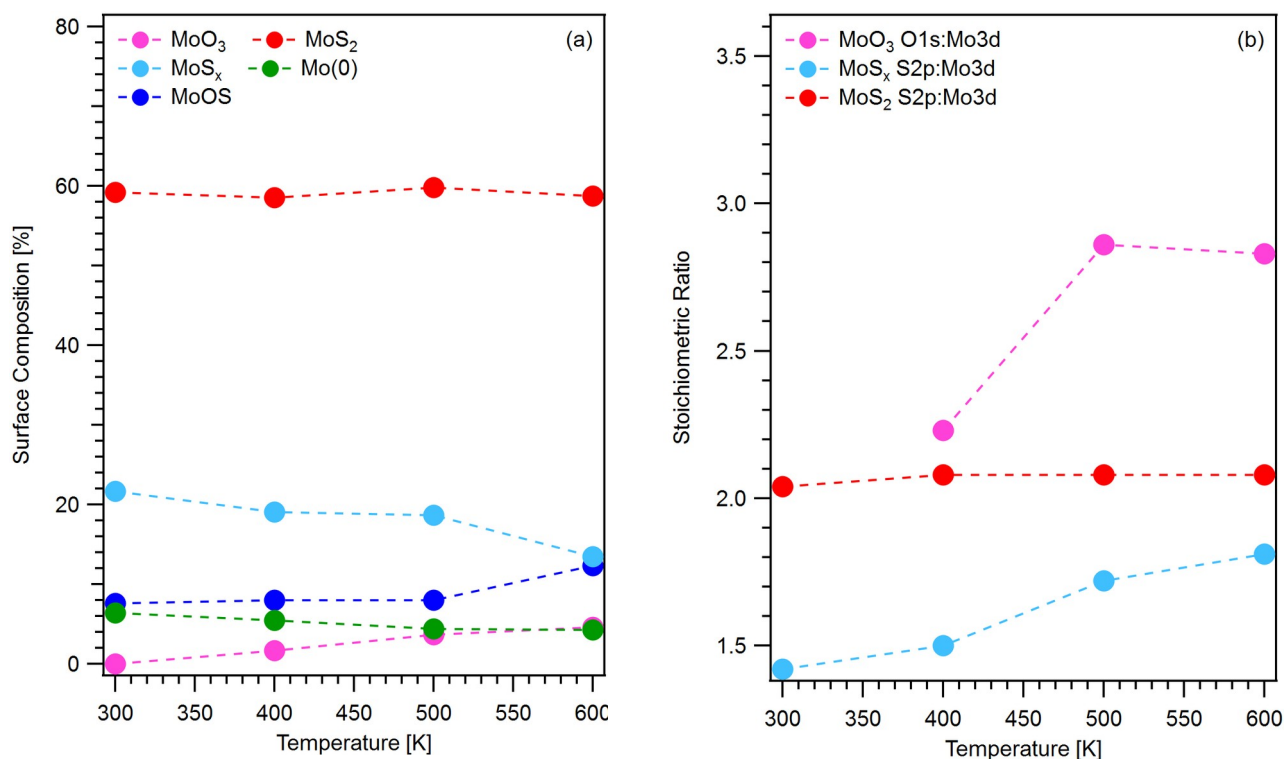 (a)
MoO₃ MoS₂
MoSₓ Mo(0)
MoOS
80
60
40
20
0
Surface Composition [%]
300 350 400 450 500 550 600
Temperature [K]
(b)
MoO₃ O1s:Mo3d
MoSₓ S2p:Mo3d
MoS₂ S2p:Mo3d
3.5
3.0
2.5
2.0
1.5
Stoichiometric Ratio
300 350 400 450 500 550 600
Temperature [K]